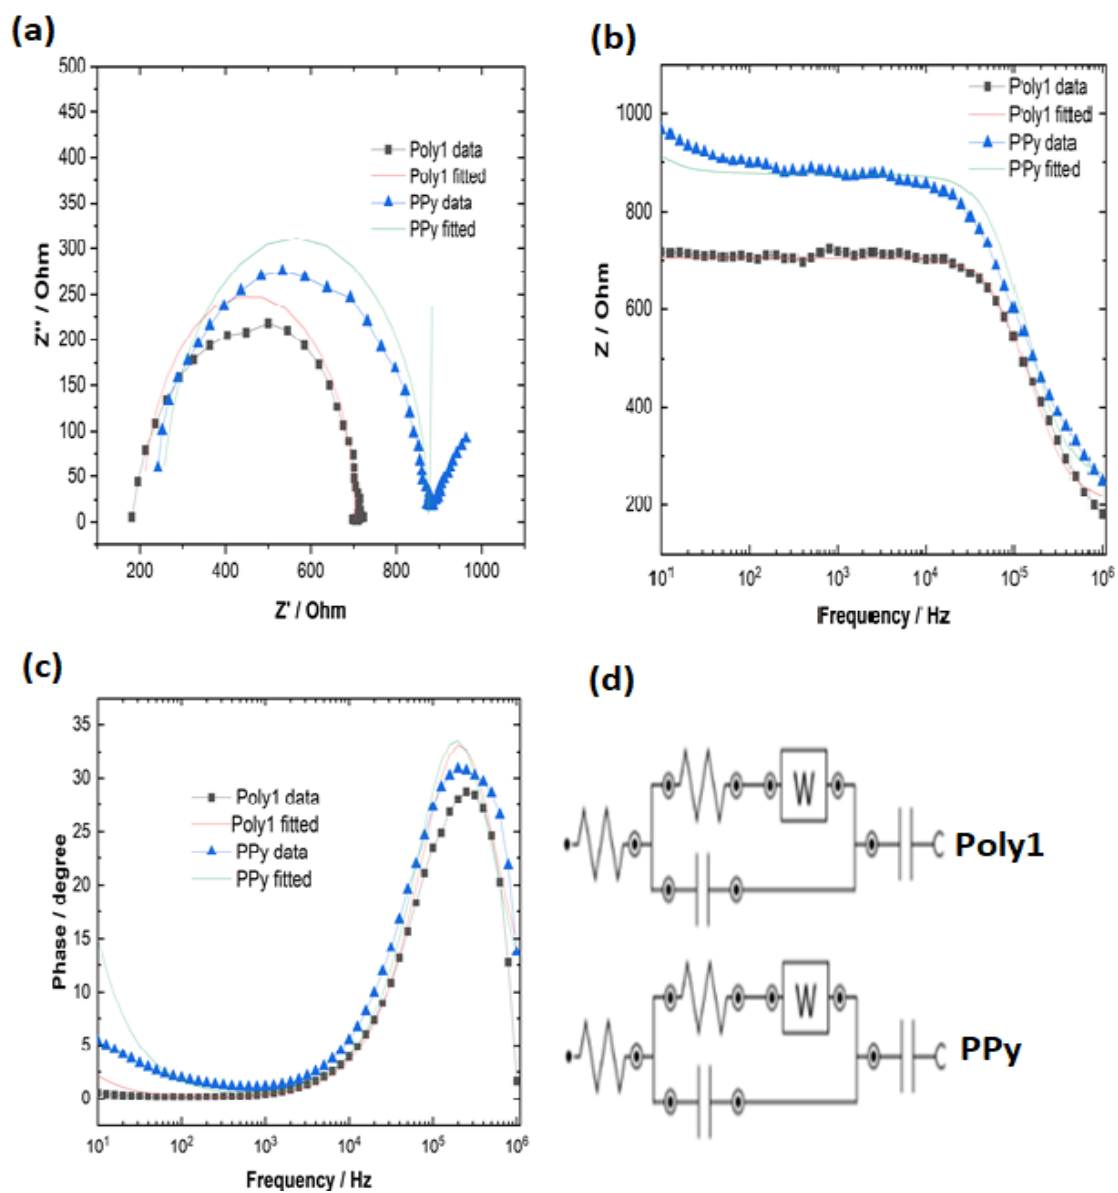 (a)
500
450
400
350
300
250
200
150
100
50
0
Z'' / Ohm
Poly1 data
Poly1 fitted
PPy data
PPy fitted
200
400
600
800
1000
Z' / Ohm
(b)
1000
800
600
400
200
Z / Ohm
Poly1 data
Poly1 fitted
PPy data
PPy fitted
10¹
10²
10³
10⁴
10⁵
10⁶
Frequency / Hz
(c)
35
30
25
20
15
10
5
0
Phase / degree
Poly1 data
Poly1 fitted
PPy data
PPy fitted
10¹
10²
10³
10⁴
10⁵
10⁶
Frequency / Hz
(d)
W
Poly1
W
PPy